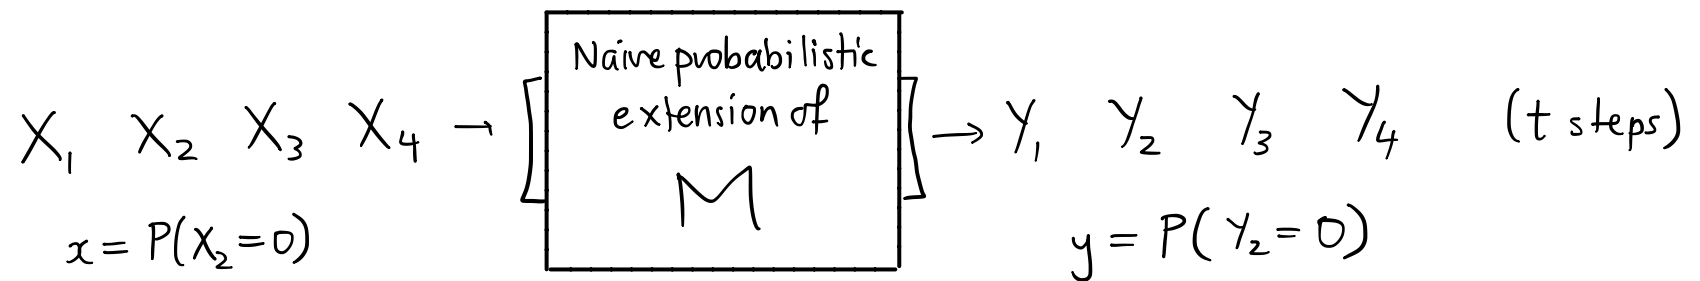 Naive probabilistic
extension of
M
X₁ X₂ X₃ X₄ → → Y₁ Y₂ Y₃ Y₄ (t steps)
x = P(X₂ = 0)
y = P(Y₂ = 0)